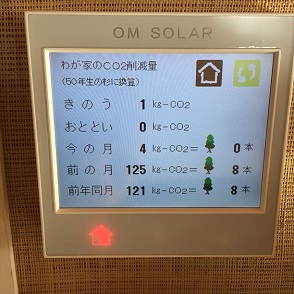 OM SOLAR
わが家のCO2削減量
(50年生の杉に換算)
きのう 1 kg-CO2
おととい 0 kg-CO2
今の月 4 kg-CO2= 0 本
前の月 125 kg-CO2= 8 本
前年同月 121 kg-CO2= 8 本